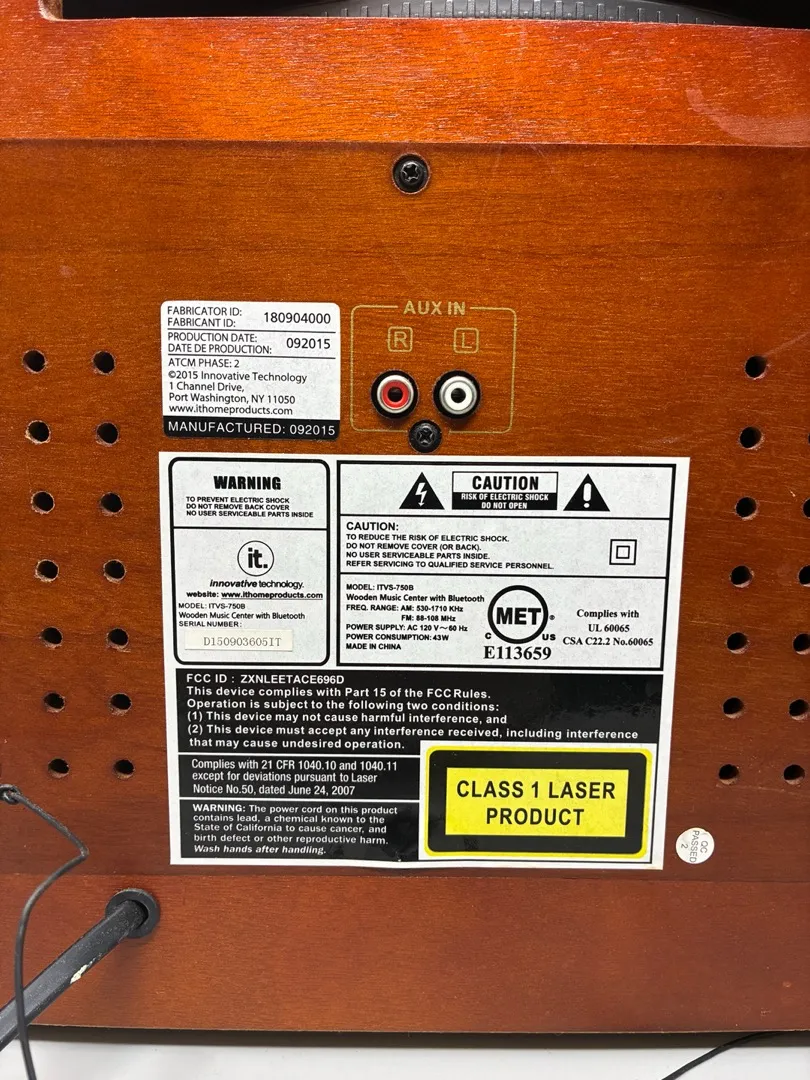 FABRICATOR ID:
FABRICANT ID: 180904000
PRODUCTION DATE:
DATE DE PRODUCTION: 092015
ATCM PHASE: 2
©2015 Innovative Technology
1 Channel Drive,
Port Washington, NY 11050
www.ithomeproducts.com
MANUFACTURED: 092015
AUX IN
R L
WARNING
TO PREVENT ELECTRIC SHOCK
DO NOT REMOVE BACK COVER
NO USER SERVICEABLE PARTS INSIDE
it.
innovative technology.
website: www.ithomeproducts.com
MODEL: ITVS-750B
Wooden Music Center with Bluetooth
SERIAL NUMBER:
D150903605IT
CAUTION
RISK OF ELECTRIC SHOCK
DO NOT OPEN
CAUTION:
TO REDUCE THE RISK OF ELECTRIC SHOCK.
DO NOT REMOVE COVER (OR BACK).
NO USER SERVICEABLE PARTS INSIDE.
REFER SERVICING TO QUALIFIED SERVICE PERSONNEL.
MODEL: ITVS-750B
Wooden Music Center with Bluetooth
FREQ. RANGE: AM: 530-1710 KHz
FM: 88-108 MHz
POWER SUPPLY: AC 120 V~60 Hz
POWER CONSUMPTION: 43W
MADE IN CHINA
MET®
C US
E113659
Complies with
UL 60065
CSA C22.2 No.60065
FCC ID : ZXNLEETACE696D
This device complies with Part 15 of the FCC Rules.
Operation is subject to the following two conditions:
(1) This device may not cause harmful interference, and
(2) This device must accept any interference received, including interference
that may cause undesired operation.
Complies with 21 CFR 1040.10 and 1040.11
except for deviations pursuant to Laser
Notice No.50, dated June 24, 2007
WARNING: The power cord on this product
contains lead, a chemical known to the
State of California to cause cancer, and
birth defect or other reproductive harm.
Wash hands after handling.
CLASS 1 LASER
PRODUCT
QC
PASSED
2